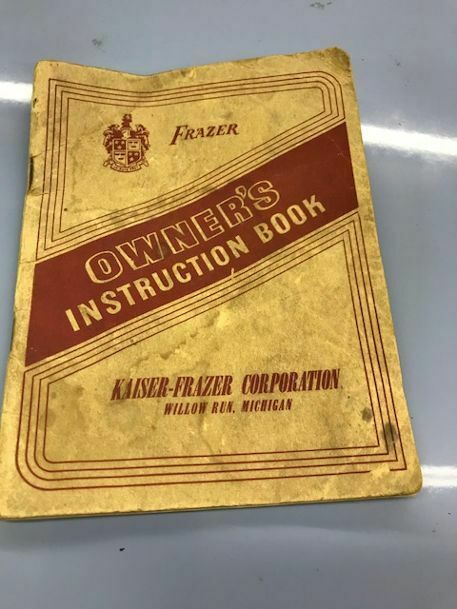 FRAZER
OWNER'S
INSTRUCTION BOOK
KAISER-FRAZER CORPORATION
WILLOW RUN, MICHIGAN